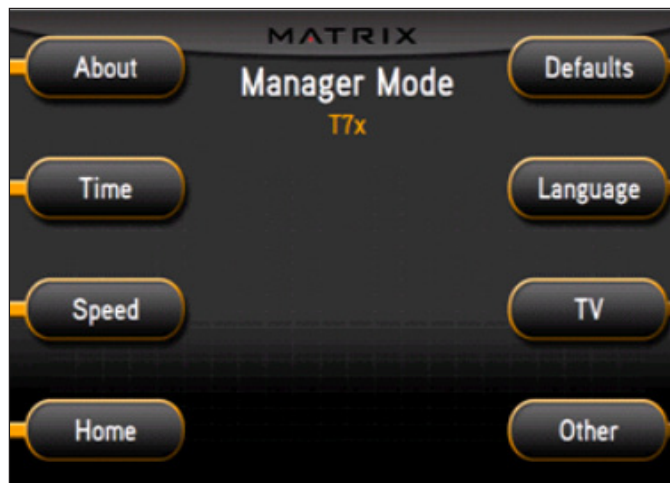 MATRIX
Manager Mode
T7x
About
Defaults
Time
Language
Speed
TV
Home
Other